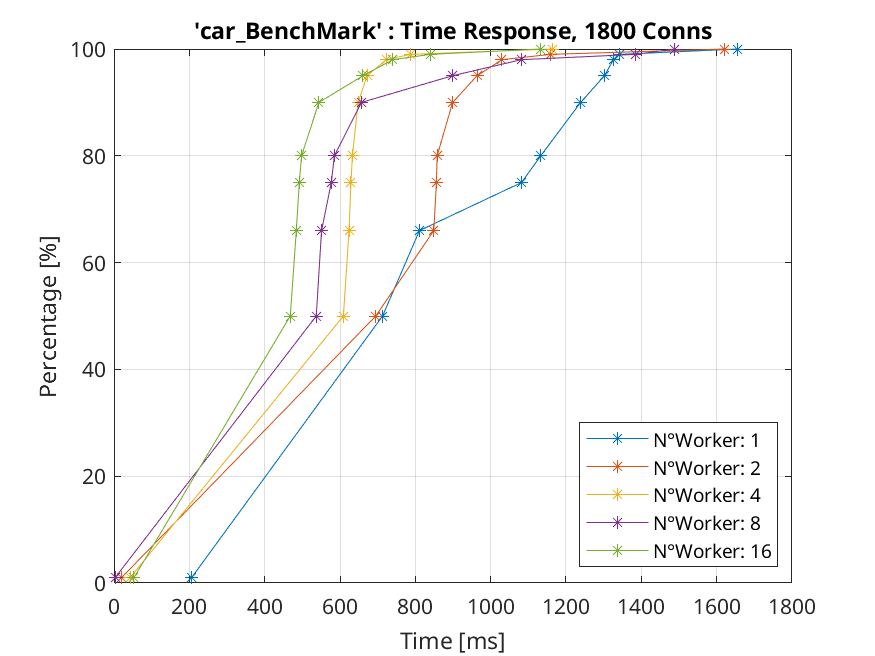 'car_BenchMark' : Time Response, 1800 Conns
100
80
60
40
20
0
Percentage [%]
0 200 400 600 800 1000 1200 1400 1600 1800
Time [ms]
N°Worker: 1
N°Worker: 2
N°Worker: 4
N°Worker: 8
N°Worker: 16